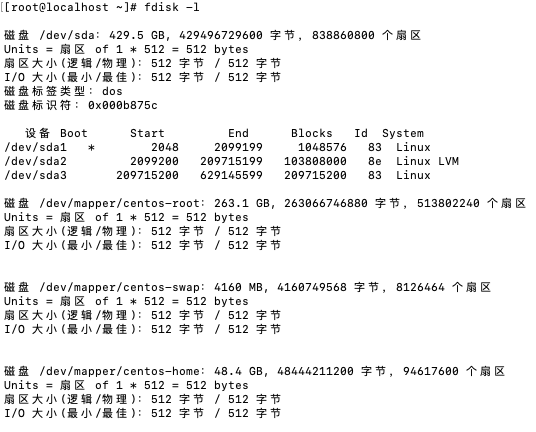 [[root@localhost ~]# fdisk -l
磁盘 /dev/sda: 429.5 GB, 429496729600 字节, 838860800 个扇区
Units = 扇区 of 1 * 512 = 512 bytes
扇区大小(逻辑/物理): 512 字节 / 512 字节
I/O 大小(最小/最佳): 512 字节 / 512 字节
磁盘标签类型: dos
磁盘标识符: 0x000b875c
设备 Boot Start End Blocks Id System
/dev/sda1 * 2048 2099199 1048576 83 Linux
/dev/sda2 2099200 209715199 103808000 8e Linux LVM
/dev/sda3 209715200 629145599 209715200 83 Linux
磁盘 /dev/mapper/centos-root: 263.1 GB, 263066746880 字节, 513802240 个扇区
Units = 扇区 of 1 * 512 = 512 bytes
扇区大小(逻辑/物理): 512 字节 / 512 字节
I/O 大小(最小/最佳): 512 字节 / 512 字节
磁盘 /dev/mapper/centos-swap: 4160 MB, 4160749568 字节, 8126464 个扇区
Units = 扇区 of 1 * 512 = 512 bytes
扇区大小(逻辑/物理): 512 字节 / 512 字节
I/O 大小(最小/最佳): 512 字节 / 512 字节
磁盘 /dev/mapper/centos-home: 48.4 GB, 48444211200 字节, 94617600 个扇区
Units = 扇区 of 1 * 512 = 512 bytes
扇区大小(逻辑/物理): 512 字节 / 512 字节
I/O 大小(最小/最佳): 512 字节 / 512 字节